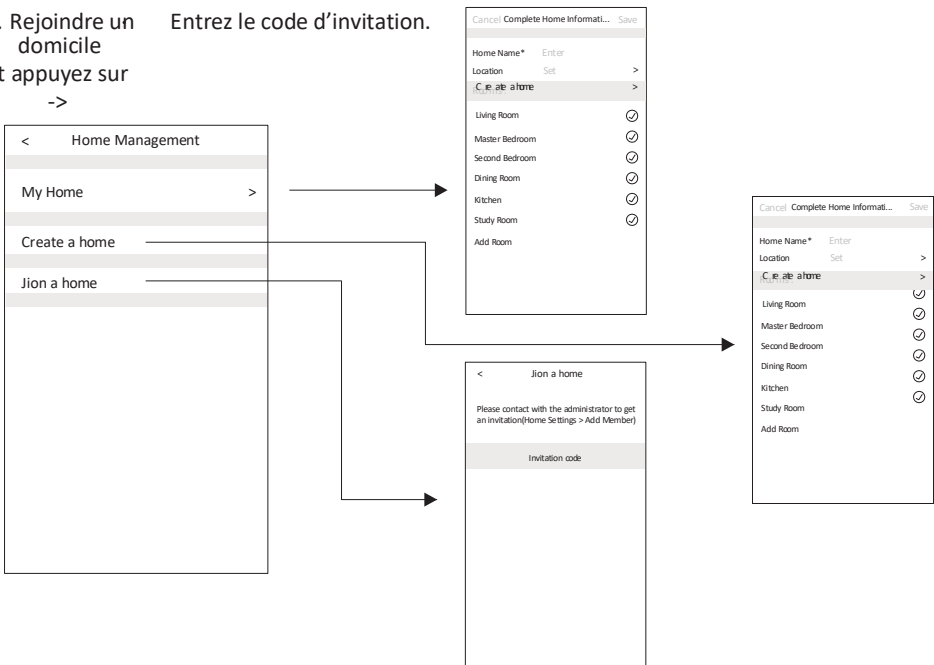 . Rejoindre un
domicile
t appuyez sur
->
Entrez le code d'invitation.
< Home Management
My Home >
Create a home
Jion a home
Cancel Complete Home Informati... Save
Home Name* Enter
Location Set >
Create a home >
Living Room
Master Bedroom
Second Bedroom
Dining Room
Kitchen
Study Room
Add Room
< Jion a home
Please contact with the administrator to get
an invitation(Home Settings > Add Member)
Invitation code
Cancel Complete Home Informati... Save
Home Name* Enter
Location Set >
Create a home >
Living Room
Master Bedroom
Second Bedroom
Dining Room
Kitchen
Study Room
Add Room